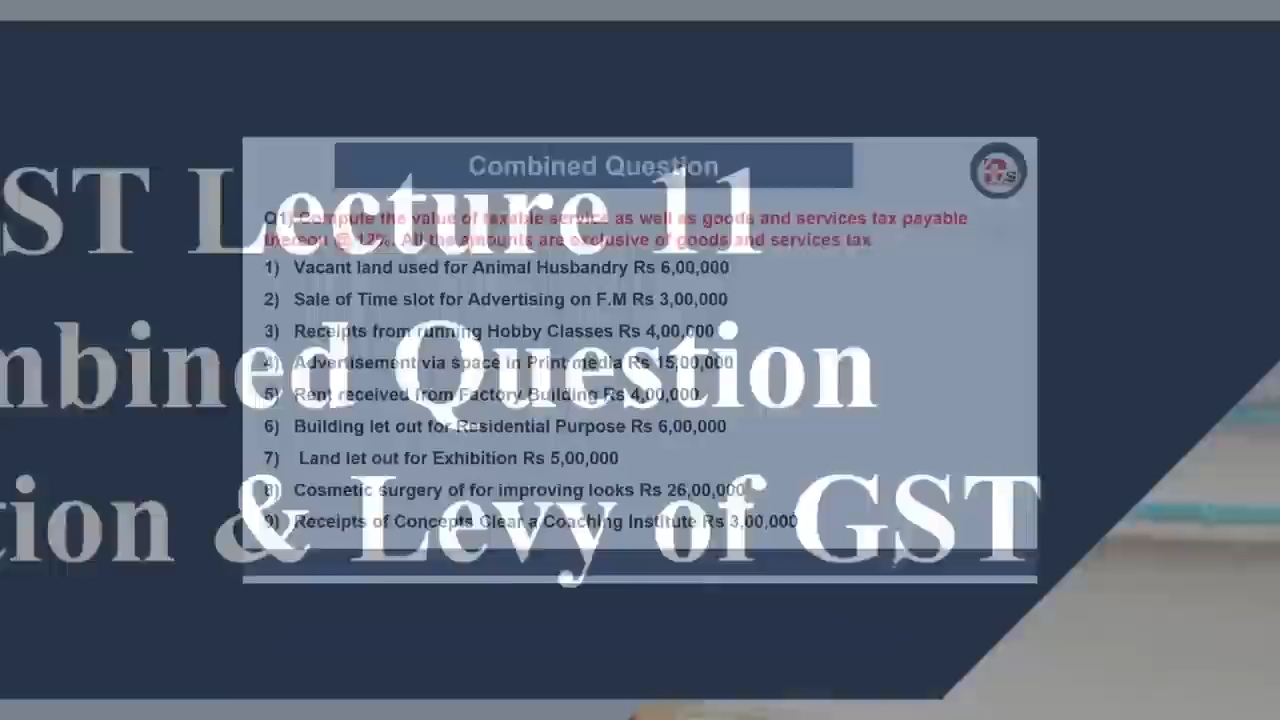 ST Lecture 11
mbined Question
tion & Levy of GST
Combined Question
Q1) Compute the value of taxable service as well as goods and services tax payable
thereon @ 12%. All the amounts are exclusive of goods and services tax
1) Vacant land used for Animal Husbandry Rs 6,00,000
2) Sale of Time slot for Advertising on F.M Rs 3,00,000
3) Receipts from running Hobby Classes Rs 4,00,000
4) Advertisement via space in Print media Rs 15,00,000
5) Rent received from Factory Building Rs 4,00,000
6) Building let out for Residential Purpose Rs 6,00,000
7) Land let out for Exhibition Rs 5,00,000
8) Cosmetic surgery of for improving looks Rs 26,00,000
9) Receipts of Concepts Clear a Coaching Institute Rs 3,00,000